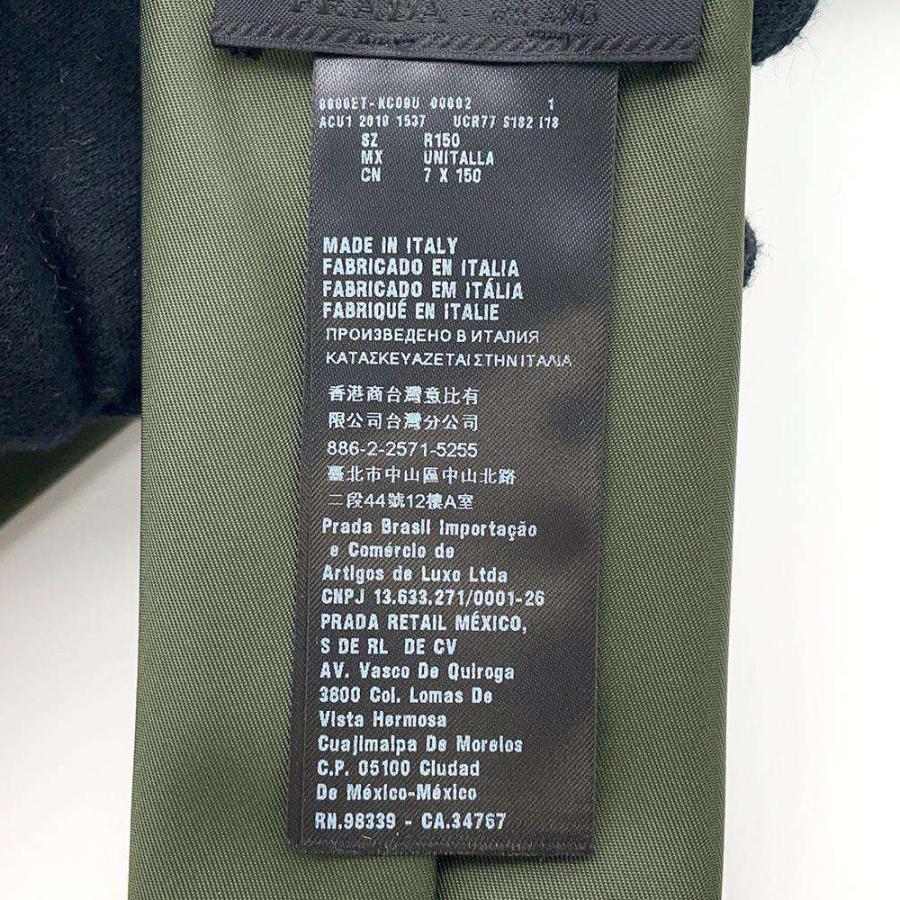 PRADA
ACU1 2019 1537 UCR77 S182 I78
SZ R150
MX UNITALLA
CN 7 X 150
MADE IN ITALY
FABRICADO EN ITALIA
FABRICADO EM ITÁLIA
FABRIQUÉ EN ITALIE
ПРОИЗВЕДЕНО В ИТАЛИЯ
ΚΑΤΑΣΚΕΥΑΖΕΤΑΙ ΣΤΗΝ ΙΤΑΛΙΑ
香港商台灣意比有
限公司台灣分公司
886-2-2571-5255
臺北市中山區中山北路
二段44號12樓A室
Prada Brasil Importação
e Comércio de
Artigos de Luxo Ltda
CNPJ 13.633.271/0001-26
PRADA RETAIL MÉXICO,
S DE RL DE CV
AV. Vasco De Quiroga
3800 Col. Lomas De
Vista Hermosa
Cuajimalpa De Morelos
C.P. 05100 Ciudad
De México-México
RN.98339 - CA.34767